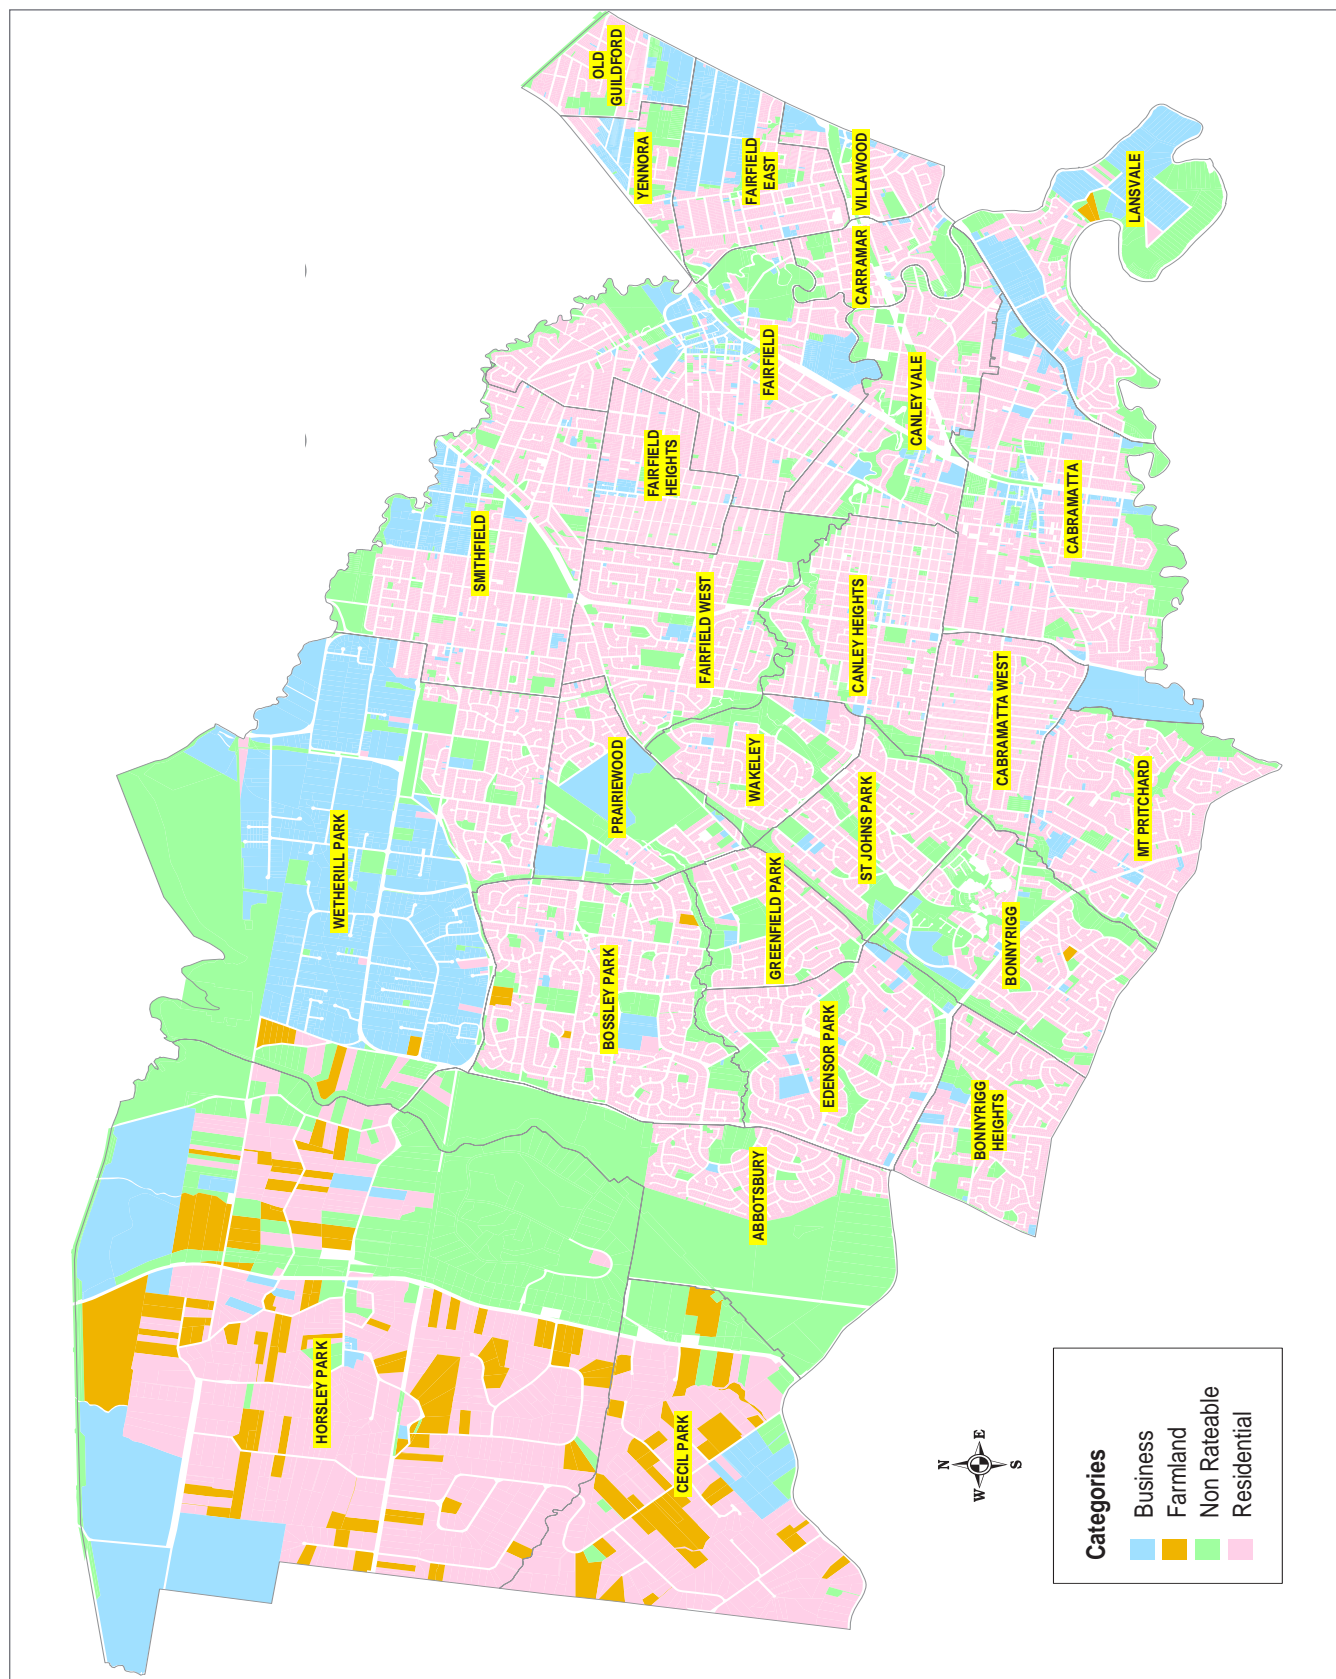 OLD
GUILDFORD
YENNORA
FAIRFIELD
EAST
VILLAWOOD
LANSVALE
CARRAMAR
FAIRFIELD
CANLEY VALE
FAIRFIELD
HEIGHTS
CABRAMATTA
SMITHFIELD
FAIRFIELD WEST
CANLEY HEIGHTS
CABRAMATTA WEST
WAKELEY
PRAIRIEWOOD
ST JOHNS PARK
MT PRITCHARD
WETHERILL PARK
GREENFIELD PARK
BONNYRIGG
BOSSLEY PARK
EDENSOR PARK
BONNYRIGG
HEIGHTS
ABBOTSBURY
HORSLEY PARK
CECIL PARK
N
W E
S
Categories
Business
Farmland
Non Rateable
Residential